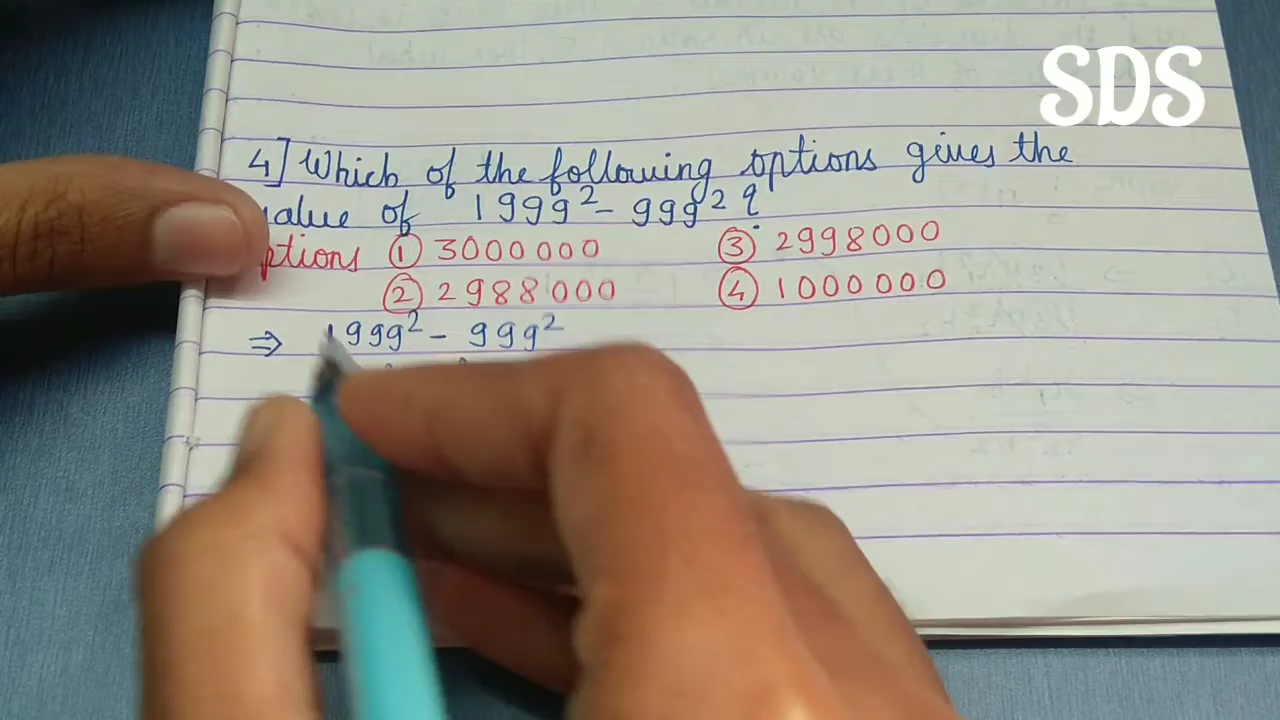 SDS
4] Which of the following options gives the
value of 1999² - 999² ?
ptions ① 3000000 ③ 2998000
② 2988000 ④ 1000000
⇒ 1999² - 999²